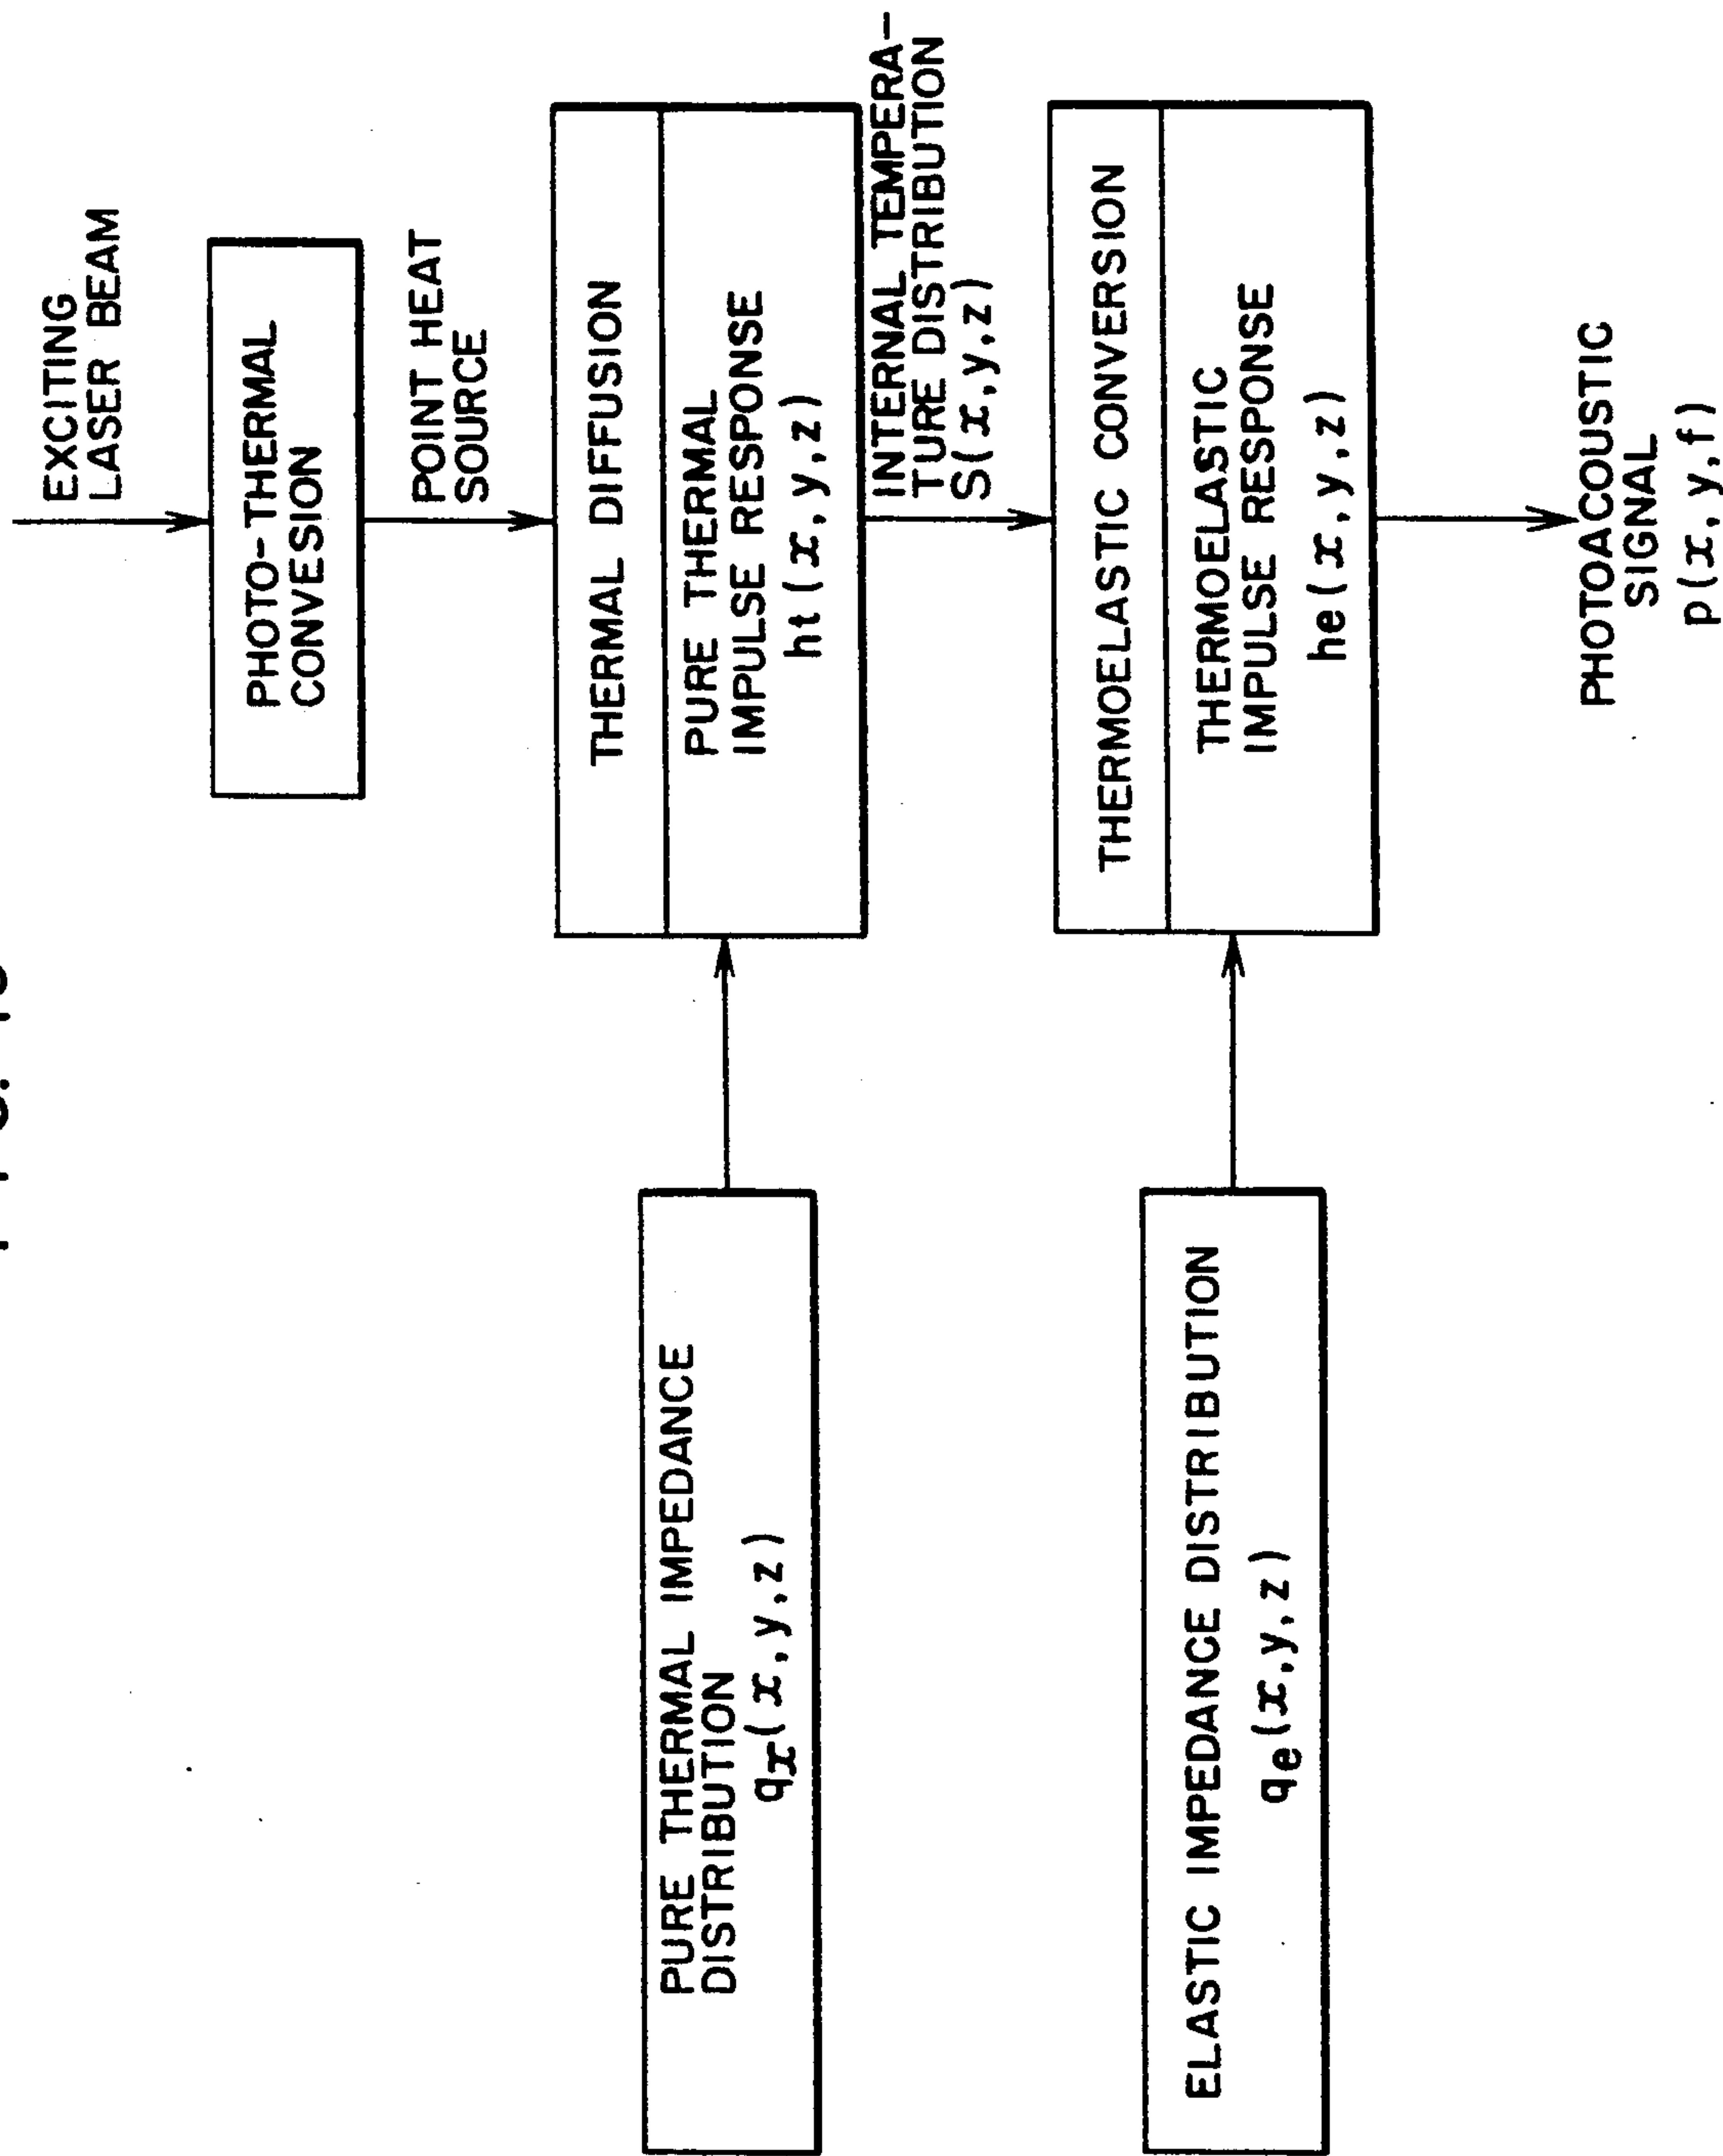 EXCITING
LASER BEAM
PHOTO-THERMAL
CONVESION
POINT HEAT
SOURCE
THERMAL DIFFUSION
PURE THERMAL
IMPULSE RESPONSE
ht(x,y,z)
PURE THERMAL IMPEDANCE
DISTRIBUTION
qx(x,y,z)
INTERNAL TEMPERA-
TURE DISTRIBUTION
S(x,y,z)
THERMOELASTIC CONVERSION
THERMOELASTIC
IMPULSE RESPONSE
he(x,y,z)
ELASTIC IMPEDANCE DISTRIBUTION
qe(x,y,z)
PHOTOACOUSTIC
SIGNAL
p(x,y,f)